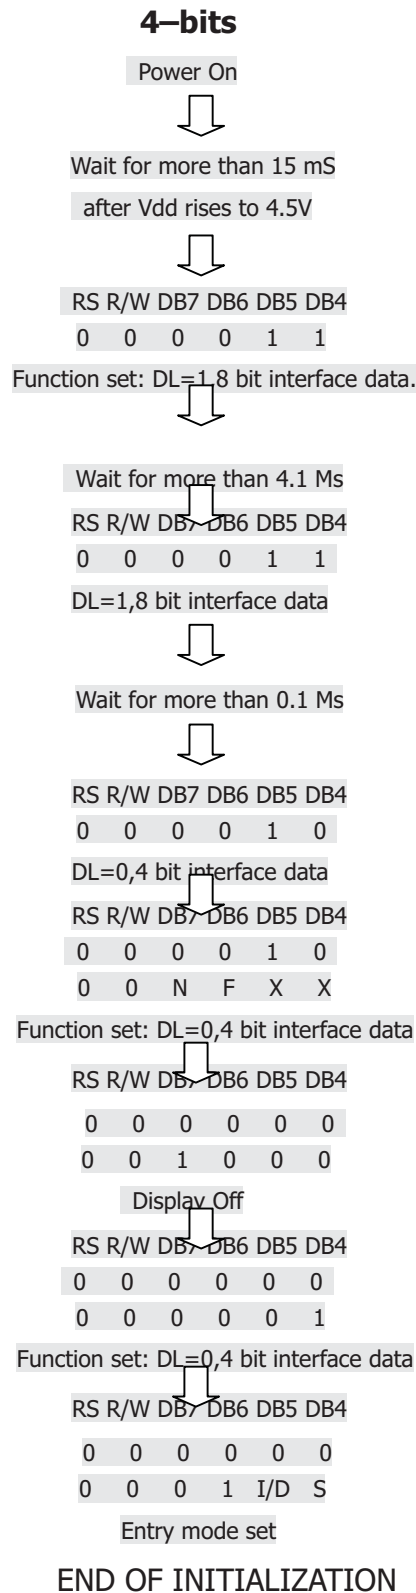 4–bits
Power On
Wait for more than 15 mS
after Vdd rises to 4.5V
RS R/W DB7 DB6 DB5 DB4
0 0 0 0 1 1
Function set: DL=1,8 bit interface data.
Wait for more than 4.1 Ms
RS R/W DB7 DB6 DB5 DB4
0 0 0 0 1 1
DL=1,8 bit interface data
Wait for more than 0.1 Ms
RS R/W DB7 DB6 DB5 DB4
0 0 0 0 1 0
DL=0,4 bit interface data
RS R/W DB7 DB6 DB5 DB4
0 0 0 0 1 0
0 0 N F X X
Function set: DL=0,4 bit interface data
RS R/W DB7 DB6 DB5 DB4
0 0 0 0 0 0
0 0 1 0 0 0
Display Off
RS R/W DB7 DB6 DB5 DB4
0 0 0 0 0 0
0 0 0 0 0 1
Function set: DL=0,4 bit interface data
RS R/W DB7 DB6 DB5 DB4
0 0 0 0 0 0
0 0 0 1 I/D S
Entry mode set
END OF INITIALIZATION